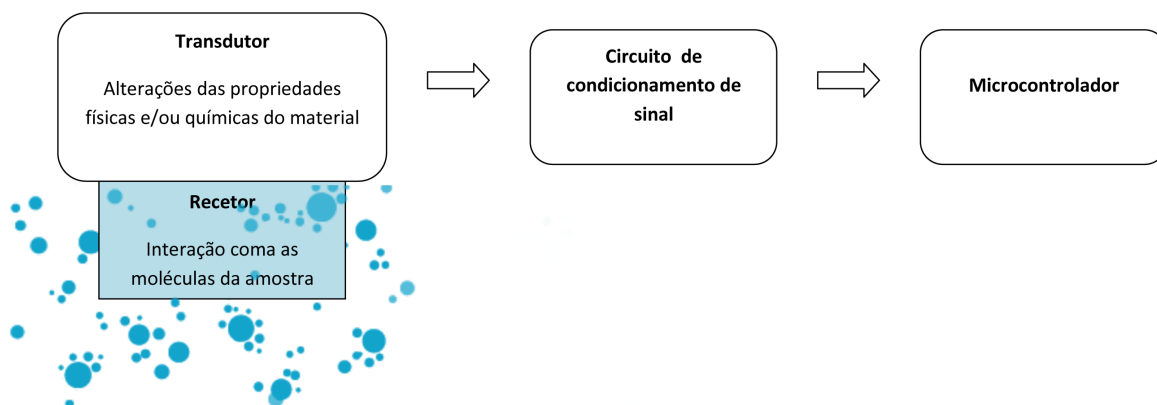 Transdutor
Alterações das propriedades
físicas e/ou químicas do material
Recetor
Interação coma as
moléculas da amostra
Circuito de
condicionamento de
sinal
Microcontrolador